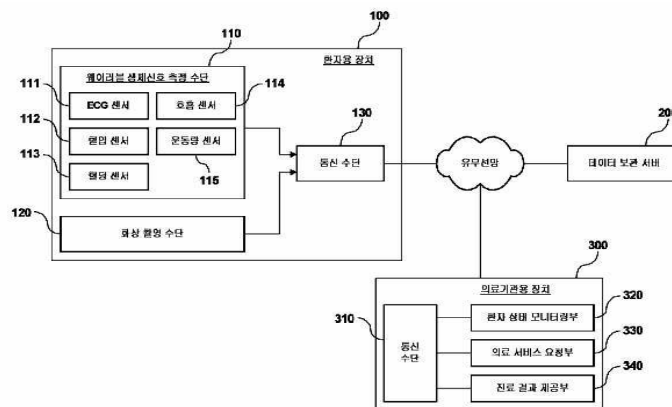 100
110
환자용 장치
웨어러블 생체신호 측정 수단
111
114
ECG 센서
호흡 센서
112
130
200
혈압 센서
운동량 센서
통신 수단
유무선망
데이터 보관 서버
113
115
혈당 센서
120
화상 촬영 수단
300
의료기관용 장치
320
310
환자 상태 모니터링부
330
통신
수단
의료 서비스 요청부
340
진료 결과 제공부